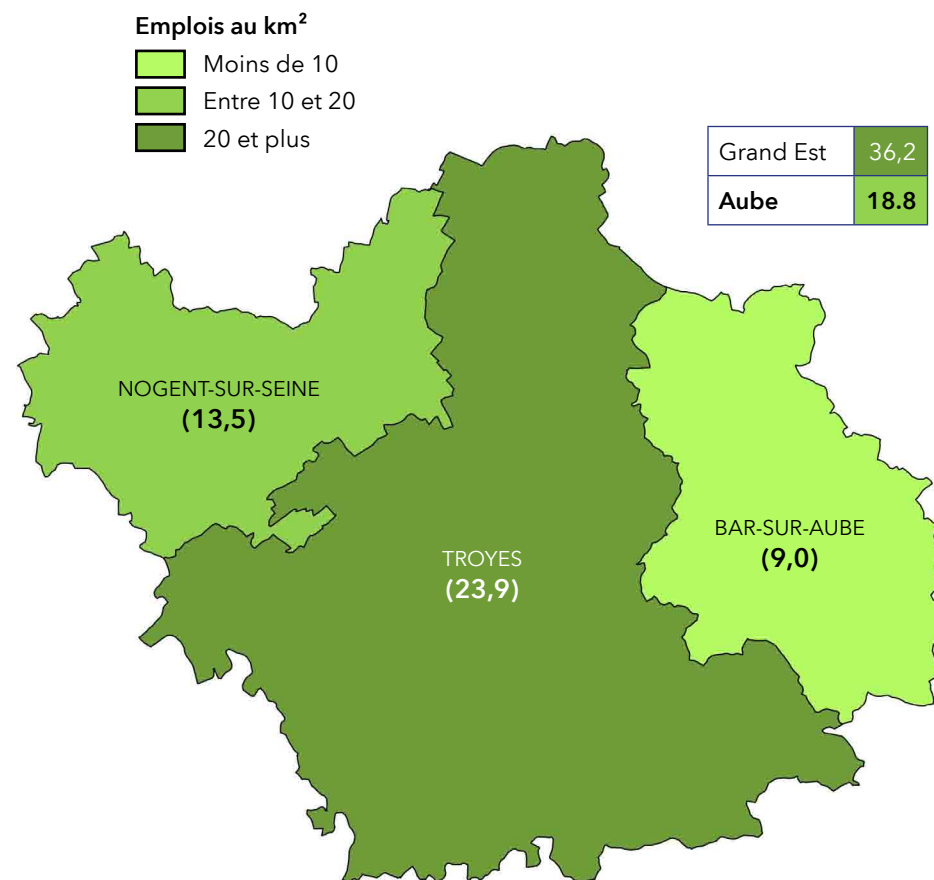 Emplois au km²
Moins de 10
Entre 10 et 20
20 et plus
Grand Est 36,2
Aube 18.8
NOGENT-SUR-SEINE
(13,5)
BAR-SUR-AUBE
(9,0)
TROYES
(23,9)